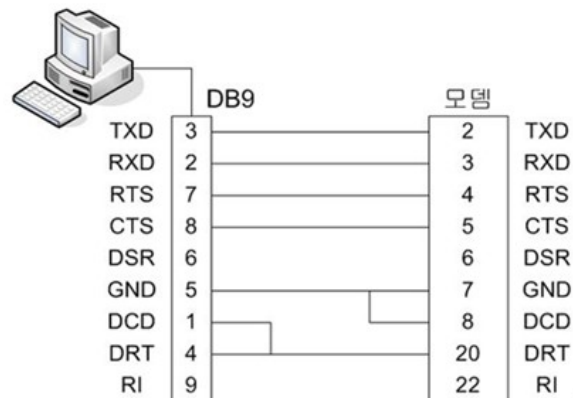 DB9 모뎀
TXD 3 2 TXD
RXD 2 3 RXD
RTS 7 4 RTS
CTS 8 5 CTS
DSR 6 6 DSR
GND 5 7 GND
DCD 1 8 DCD
DRT 4 20 DRT
RI 9 22 RI